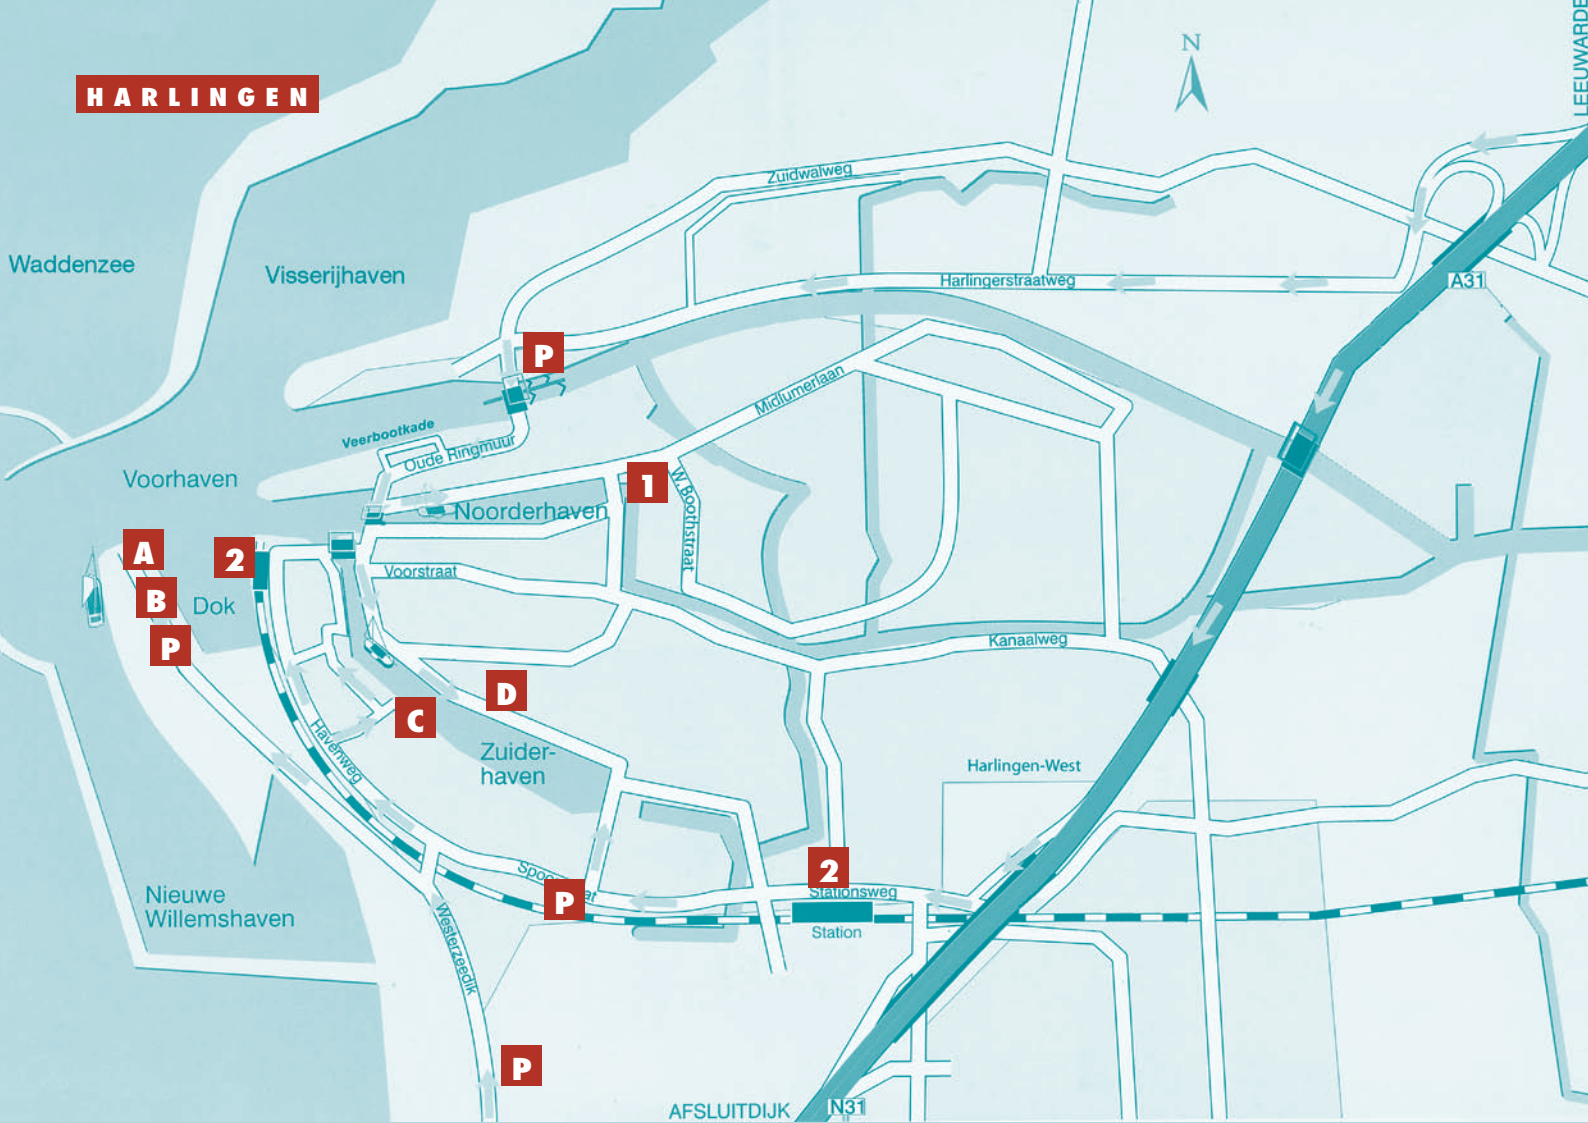 LEEUWARDE
N
HARLINGEN
Zuidwalweg
Waddenzee
Visserijhaven
Harlingerstraatweg
A31
P
Midlumerlaan
Veerbootkade
Oude Ringmuur
Voorhaven
1
W.Boothstraat
Noorderhaven
A
2
Voorstraat
B
Dok
P
Kanaalweg
D
C
Havenweg
Zuider-
haven
Harlingen-West
2
Stationsweg
P
Nieuwe
Willemshaven
Station
Westerzeedijk
P
AFSLUITDIJK
N31